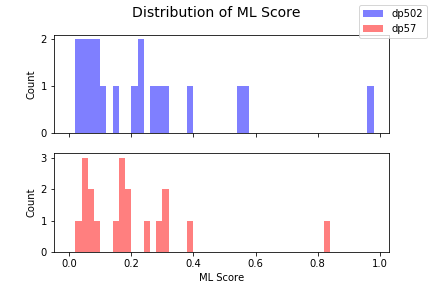 Distribution of ML Score
dp502
dp57
2
1
0
Count
3
2
1
0
Count
0.0 0.2 0.4 0.6 0.8 1.0
ML Score